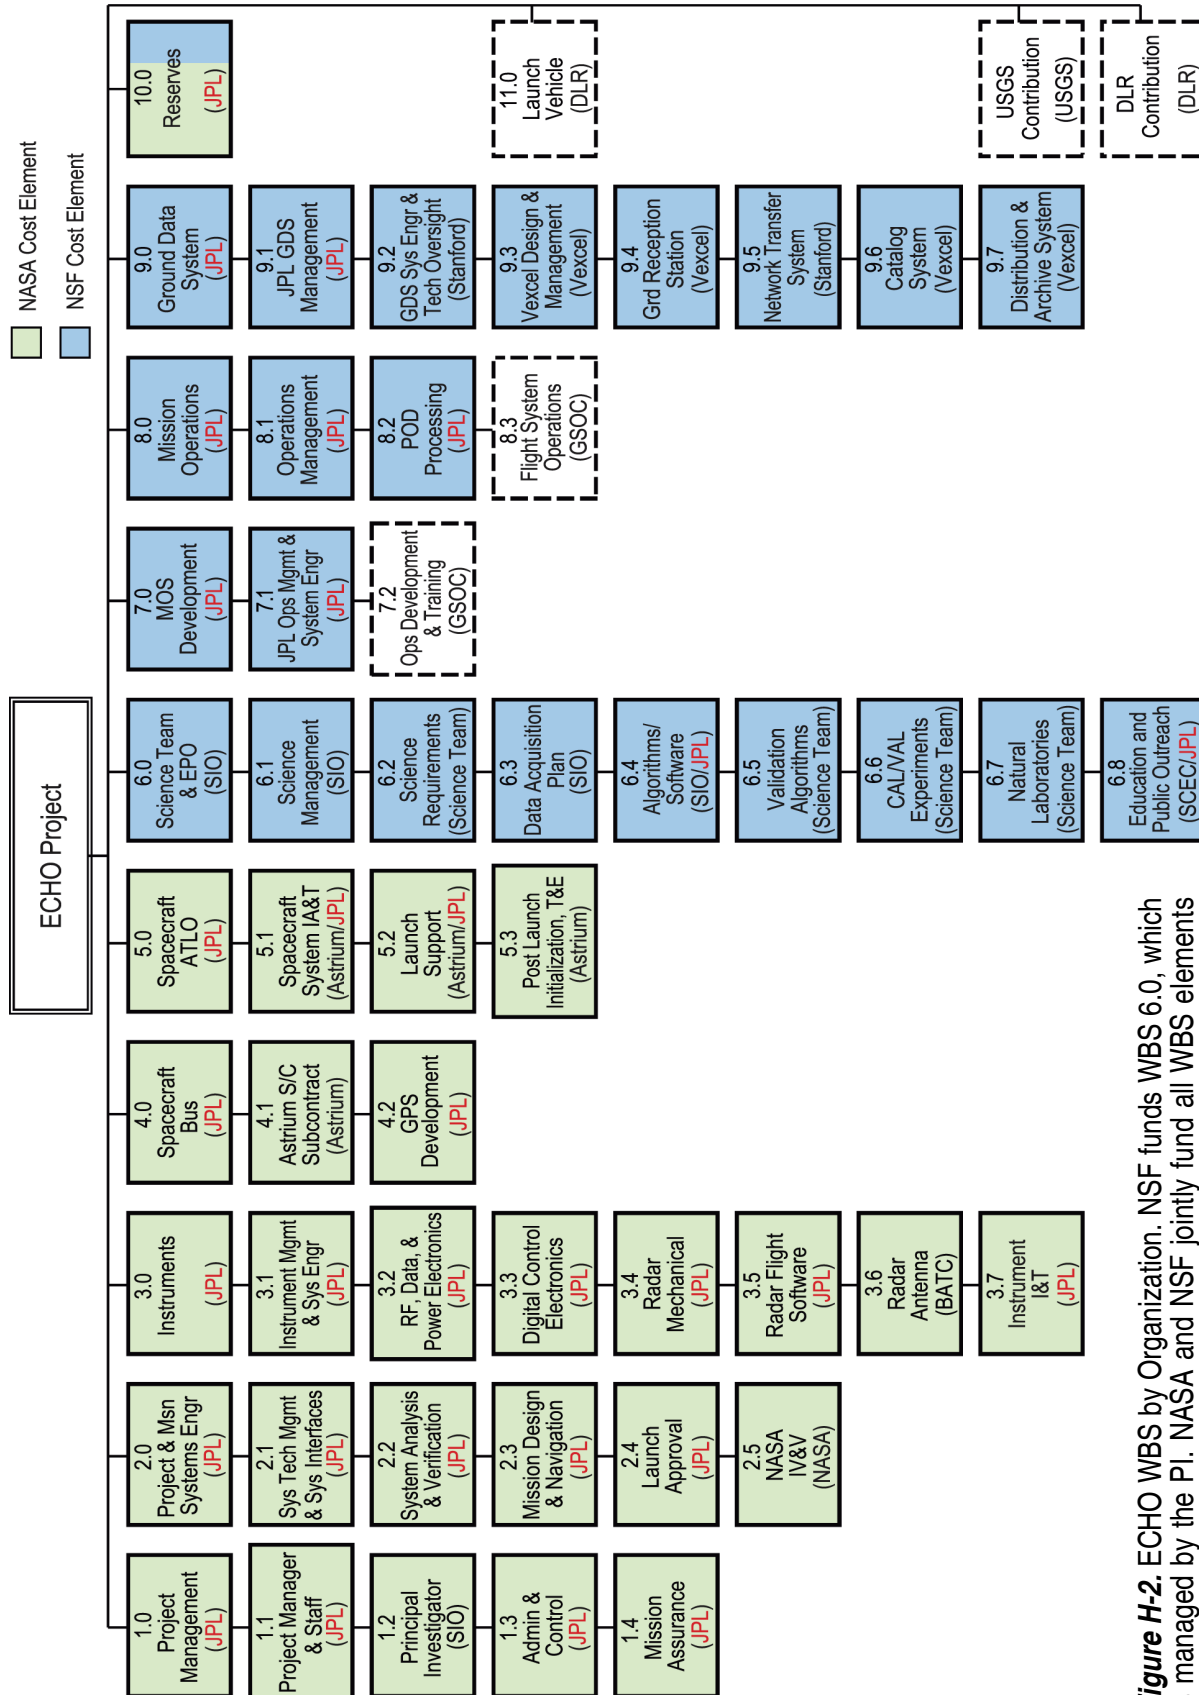 NASA Cost Element
NSF Cost Element
ECHO Project
1.0
Project
Management
(JPL)
1.1
Project Manager
& Staff
(JPL)
1.2
Principal
Investigator
(SIO)
1.3
Admin &
Control
(JPL)
1.4
Mission
Assurance
(JPL)
2.0
Project & Msn
Systems Engr
(JPL)
2.1
Sys Tech Mgmt
& Sys Interfaces
(JPL)
2.2
System Analysis
& Verification
(JPL)
2.3
Mission Design
& Navigation
(JPL)
2.4
Launch
Approval
(JPL)
2.5
NASA
IV&V
(NASA)
3.0
Instruments
(JPL)
3.1
Instrument Mgmt
& Sys Engr
(JPL)
3.2
RF, Data, &
Power Electronics
(JPL)
3.3
Digital Control
Electronics
(JPL)
3.4
Radar
Mechanical
(JPL)
3.5
Radar Flight
Software
(JPL)
3.6
Radar
Antenna
(BATC)
3.7
Instrument
I&T
(JPL)
4.0
Spacecraft
Bus
(JPL)
4.1
Astrium S/C
Subcontract
(Astrium)
4.2
GPS
Development
(JPL)
5.0
Spacecraft
ATLO
(JPL)
5.1
Spacecraft
System IA&T
(Astrium/JPL)
5.2
Launch
Support
(Astrium/JPL)
5.3
Post Launch
Initialization, T&E
(Astrium)
6.0
Science Team
& EPO
(SIO)
6.1
Science
Management
(SIO)
6.2
Science
Requirements
(Science Team)
6.3
Data Acquisition
Plan
(SIO)
6.4
Algorithms/
Software
(SIO/JPL)
6.5
Validation
Algorithms
(Science Team)
6.6
CAL/VAL
Experiments
(Science Team)
6.7
Natural
Laboratories
(Science Team)
6.8
Education and
Public Outreach
(SCEC/JPL)
7.0
MOS
Development
(JPL)
7.1
JPL Ops Mgmt &
System Engr
(JPL)
7.2
Ops Development
& Training
(GSOC)
8.0
Mission
Operations
(JPL)
8.1
Operations
Management
(JPL)
8.2
POD
Processing
(JPL)
8.3
Flight System
Operations
(GSOC)
9.0
Ground Data
System
(JPL)
9.1
JPL GDS
Management
(JPL)
9.2
GDS Sys Engr &
Tech Oversight
(Stanford)
9.3
Vexcel Design &
Management
(Vexcel)
9.4
Grd Reception
Station
(Vexcel)
9.5
Network Transfer
System
(Stanford)
9.6
Catalog
System
(Vexcel)
9.7
Distribution &
Archive System
(Vexcel)
10.0
Reserves
(JPL)
11.0
Launch
Vehicle
(DLR)
USGS
Contribution
(USGS)
DLR
Contribution
(DLR)
igure H-2. ECHO WBS by Organization. NSF funds WBS 6.0, which
managed by the PI. NASA and NSF jointly fund all WBS elements